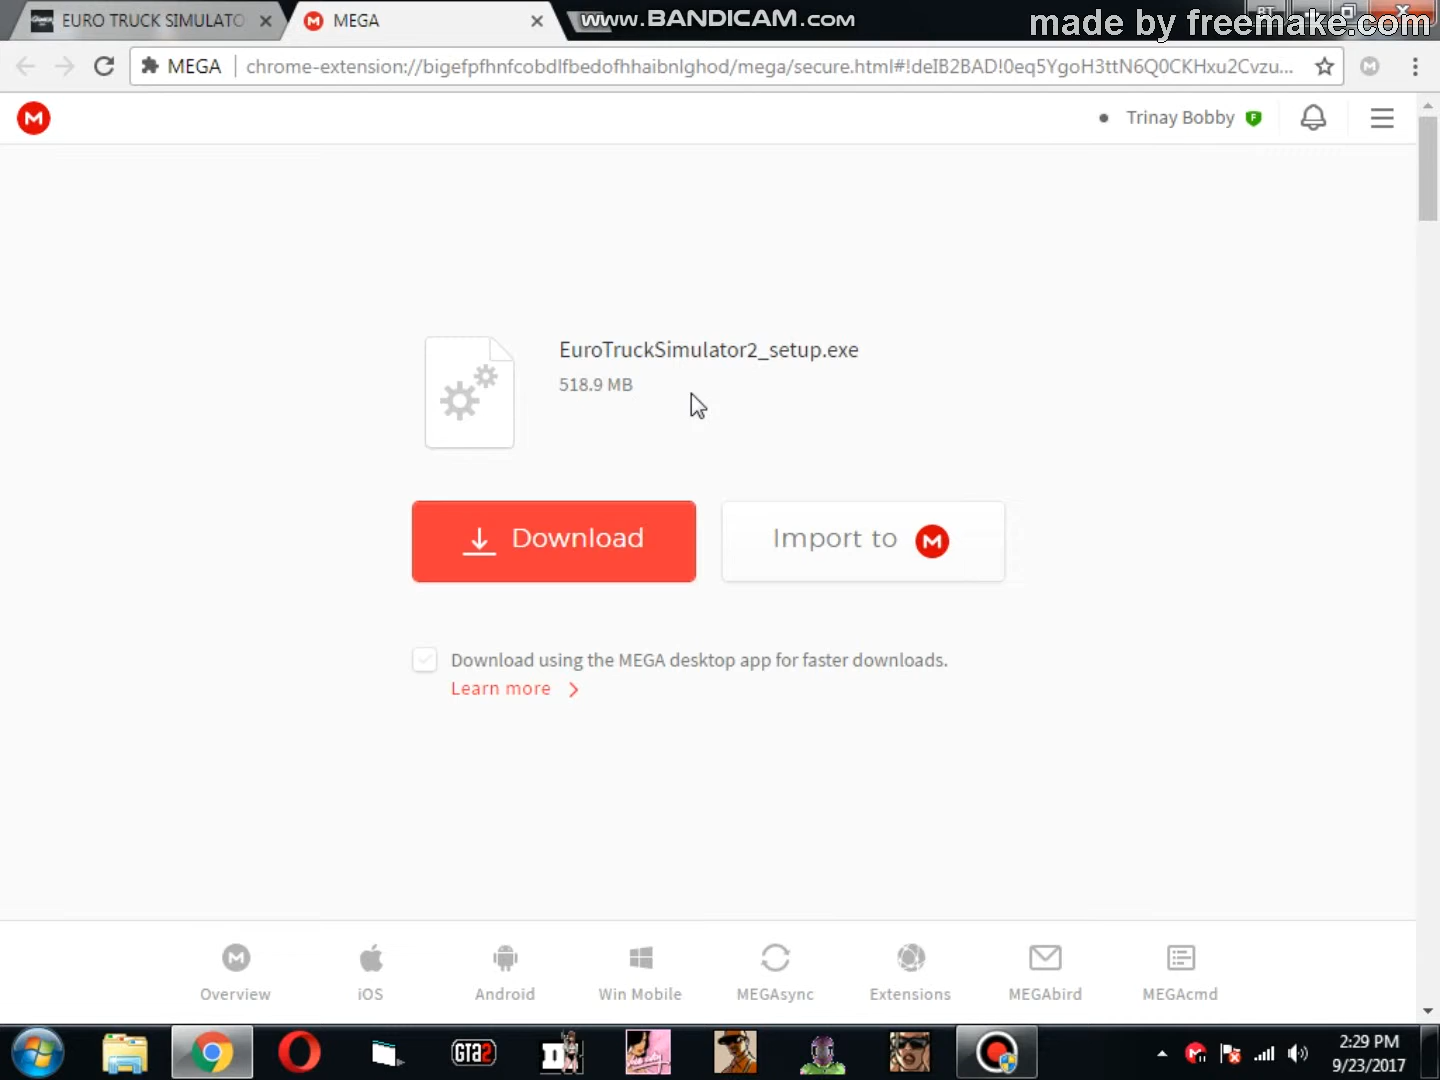 EURO TRUCK SIMULATO
MEGA
www.BANDICAM.com
made by freemake.com
MEGA
chrome-extension://bigefpfhnfcobdlfbedofhhaibnlghod/mega/secure.html#!deIB2BAD!0eq5YgoH3ttN6Q0CKHxu2Cvzu...
Trinay Bobby
EuroTruckSimulator2_setup.exe
518.9 MB
Download
Import to
Download using the MEGA desktop app for faster downloads.
Learn more
Overview
iOS
Android
Win Mobile
MEGAsync
Extensions
MEGAbird
MEGAcmd
GTA2
2:29 PM
9/23/2017